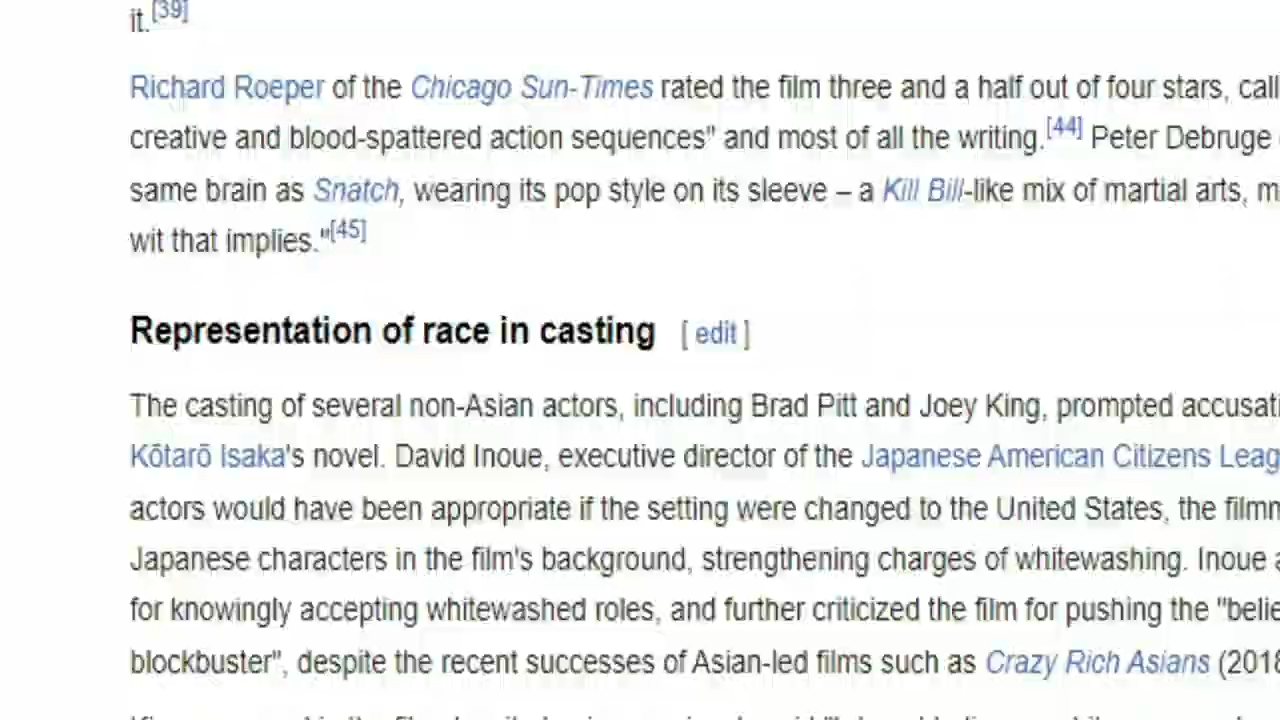 it.[39]
Richard Roeper of the Chicago Sun-Times rated the film three and a half out of four stars, call
creative and blood-spattered action sequences" and most of all the writing.[44] Peter Debruge
same brain as Snatch, wearing its pop style on its sleeve – a Kill Bill-like mix of martial arts, m
wit that implies."[45]
Representation of race in casting [ edit ]
The casting of several non-Asian actors, including Brad Pitt and Joey King, prompted accusati
Kōtarō Isaka's novel. David Inoue, executive director of the Japanese American Citizens Leag
actors would have been appropriate if the setting were changed to the United States, the filmm
Japanese characters in the film's background, strengthening charges of whitewashing. Inoue a
for knowingly accepting whitewashed roles, and further criticized the film for pushing the "belie
blockbuster", despite the recent successes of Asian-led films such as Crazy Rich Asians (2018